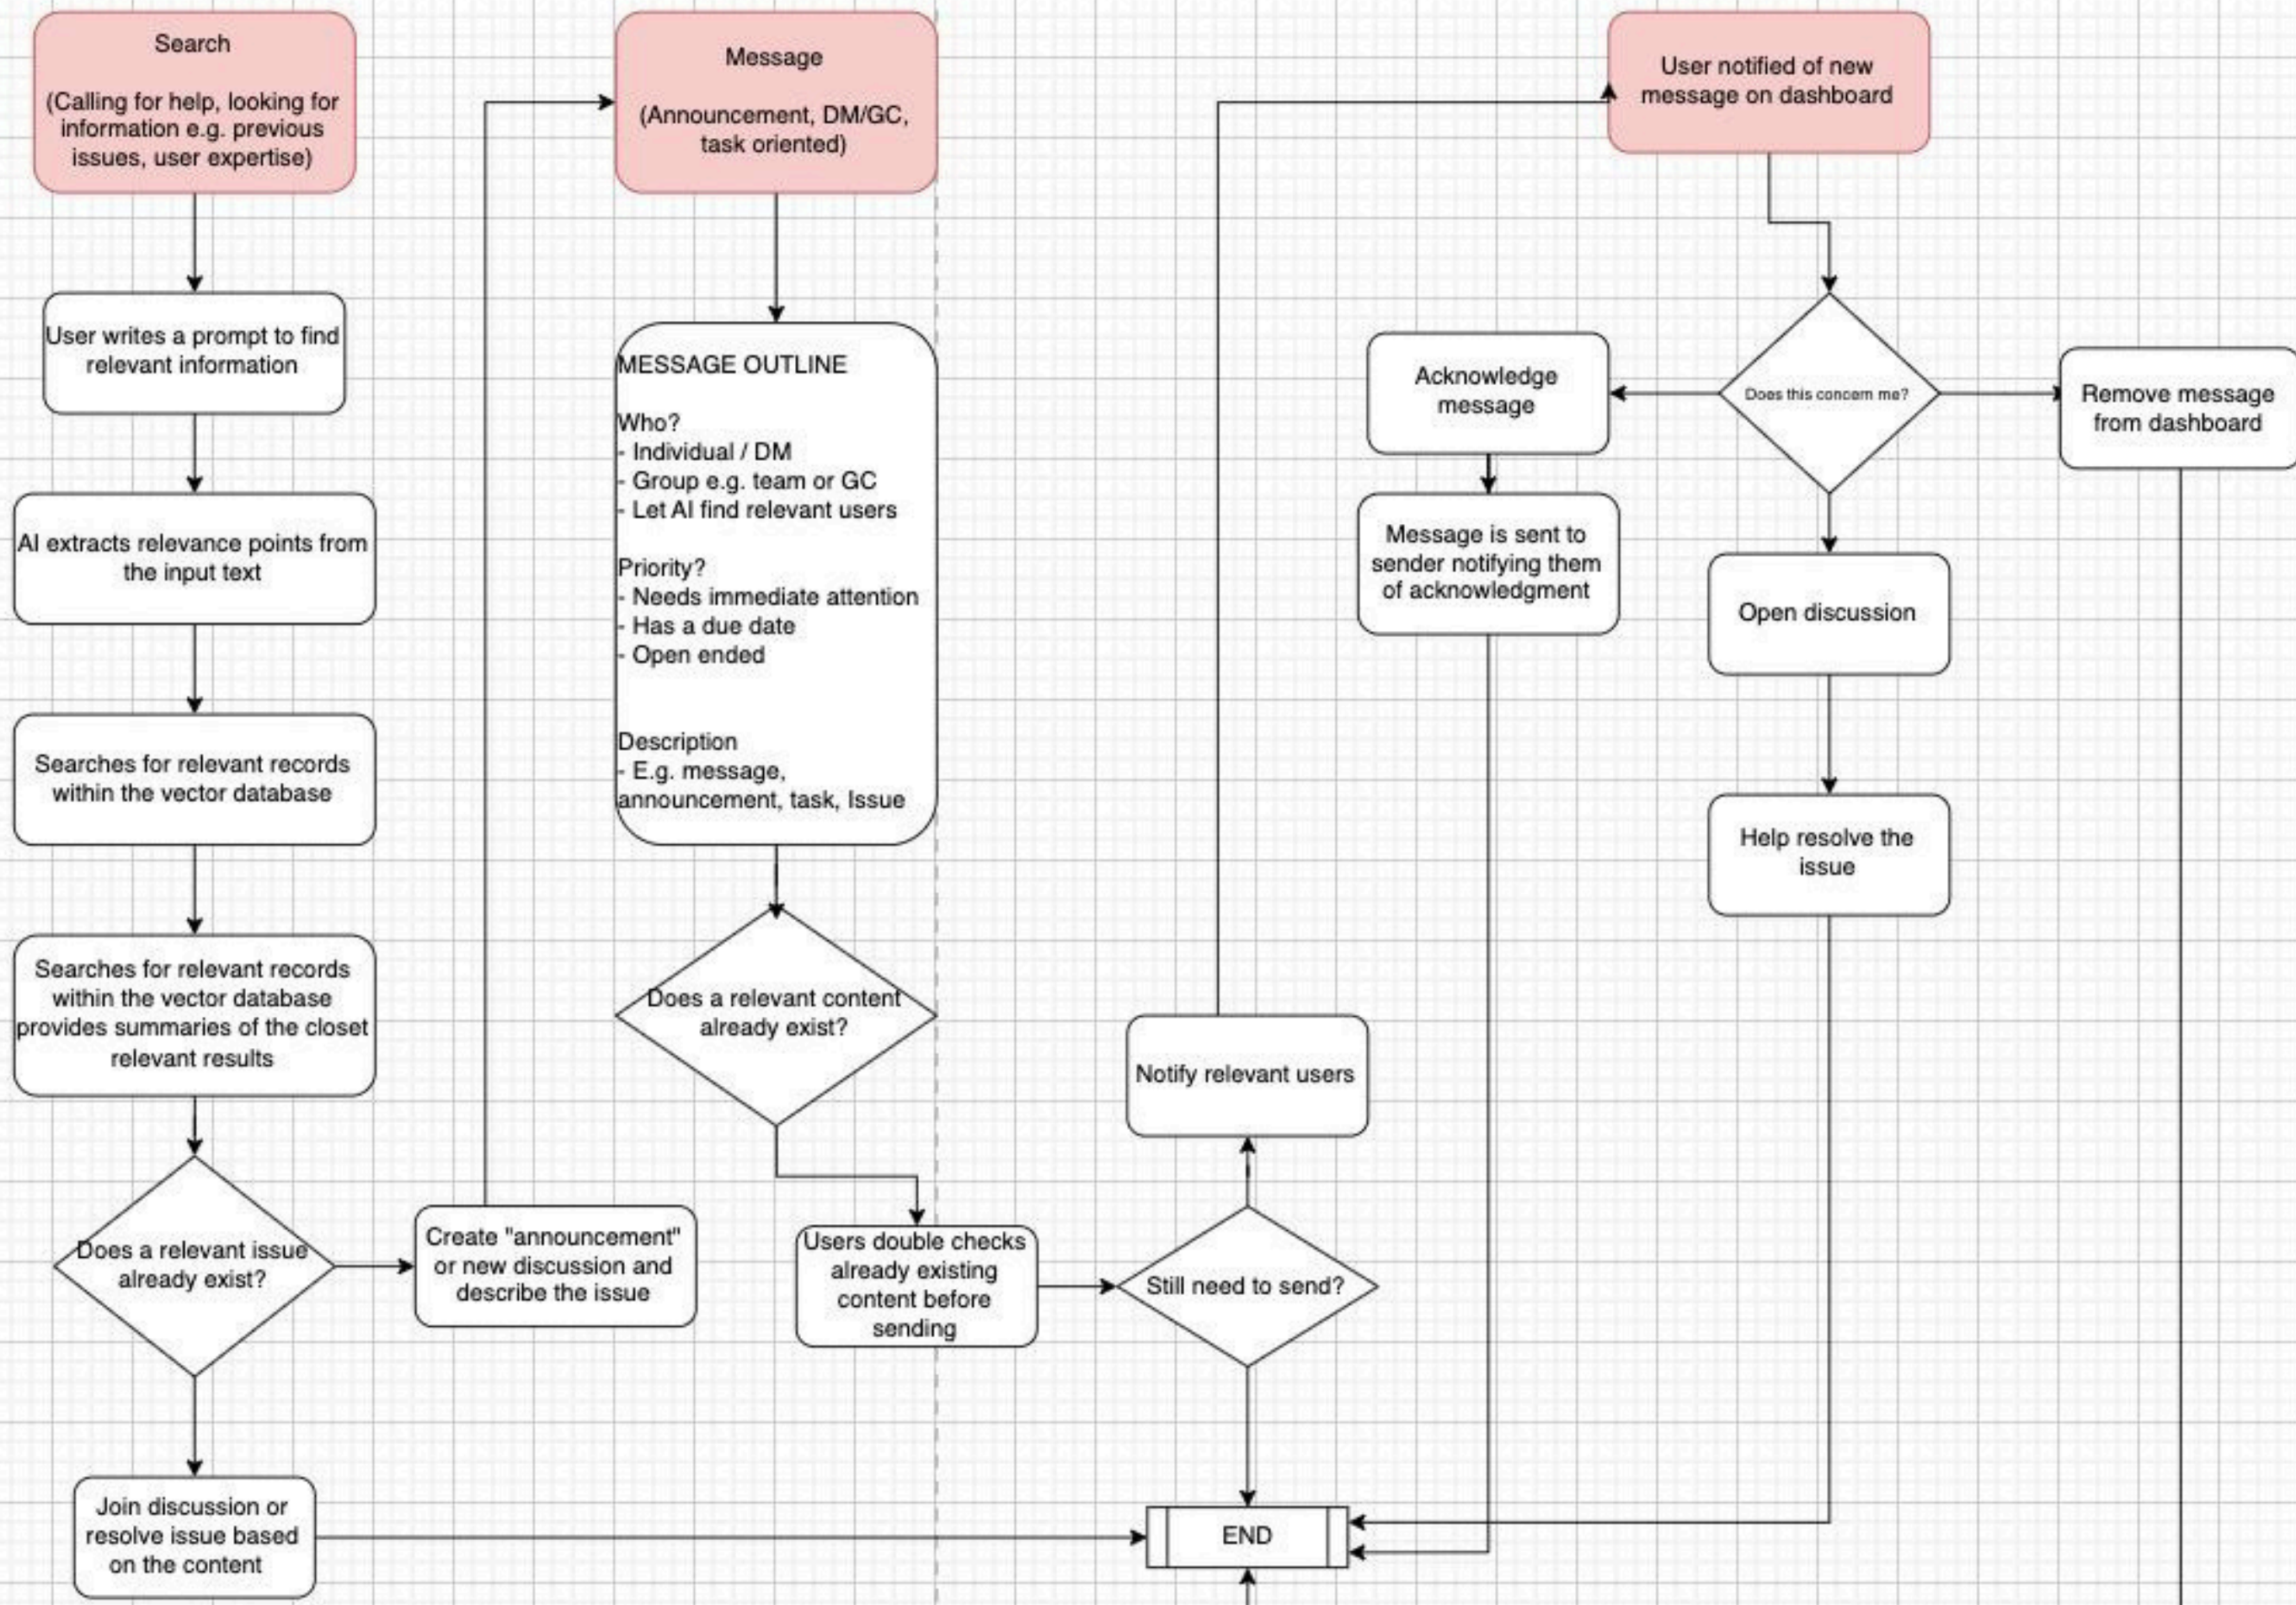 Search
(Calling for help, looking for
information e.g. previous
issues, user expertise)
User writes a prompt to find
relevant information
AI extracts relevance points from
the input text
Searches for relevant records
within the vector database
Searches for relevant records
within the vector database
provides summaries of the closet
relevant results
Does a relevant issue
already exist?
Create "announcement"
or new discussion and
describe the issue
Join discussion or
resolve issue based
on the content
Message
(Announcement, DM/GC,
task oriented)
MESSAGE OUTLINE
Who?
- Individual / DM
- Group e.g. team or GC
- Let AI find relevant users
Priority?
- Needs immediate attention
- Has a due date
- Open ended
Description
- E.g. message,
announcement, task, Issue
Does a relevant content
already exist?
Users double checks
already existing
content before
sending
Still need to send?
Notify relevant users
END
User notified of new
message on dashboard
Does this concern me?
Acknowledge
message
Message is sent to
sender notifying them
of acknowledgment
Open discussion
Help resolve the
issue
Remove message
from dashboard